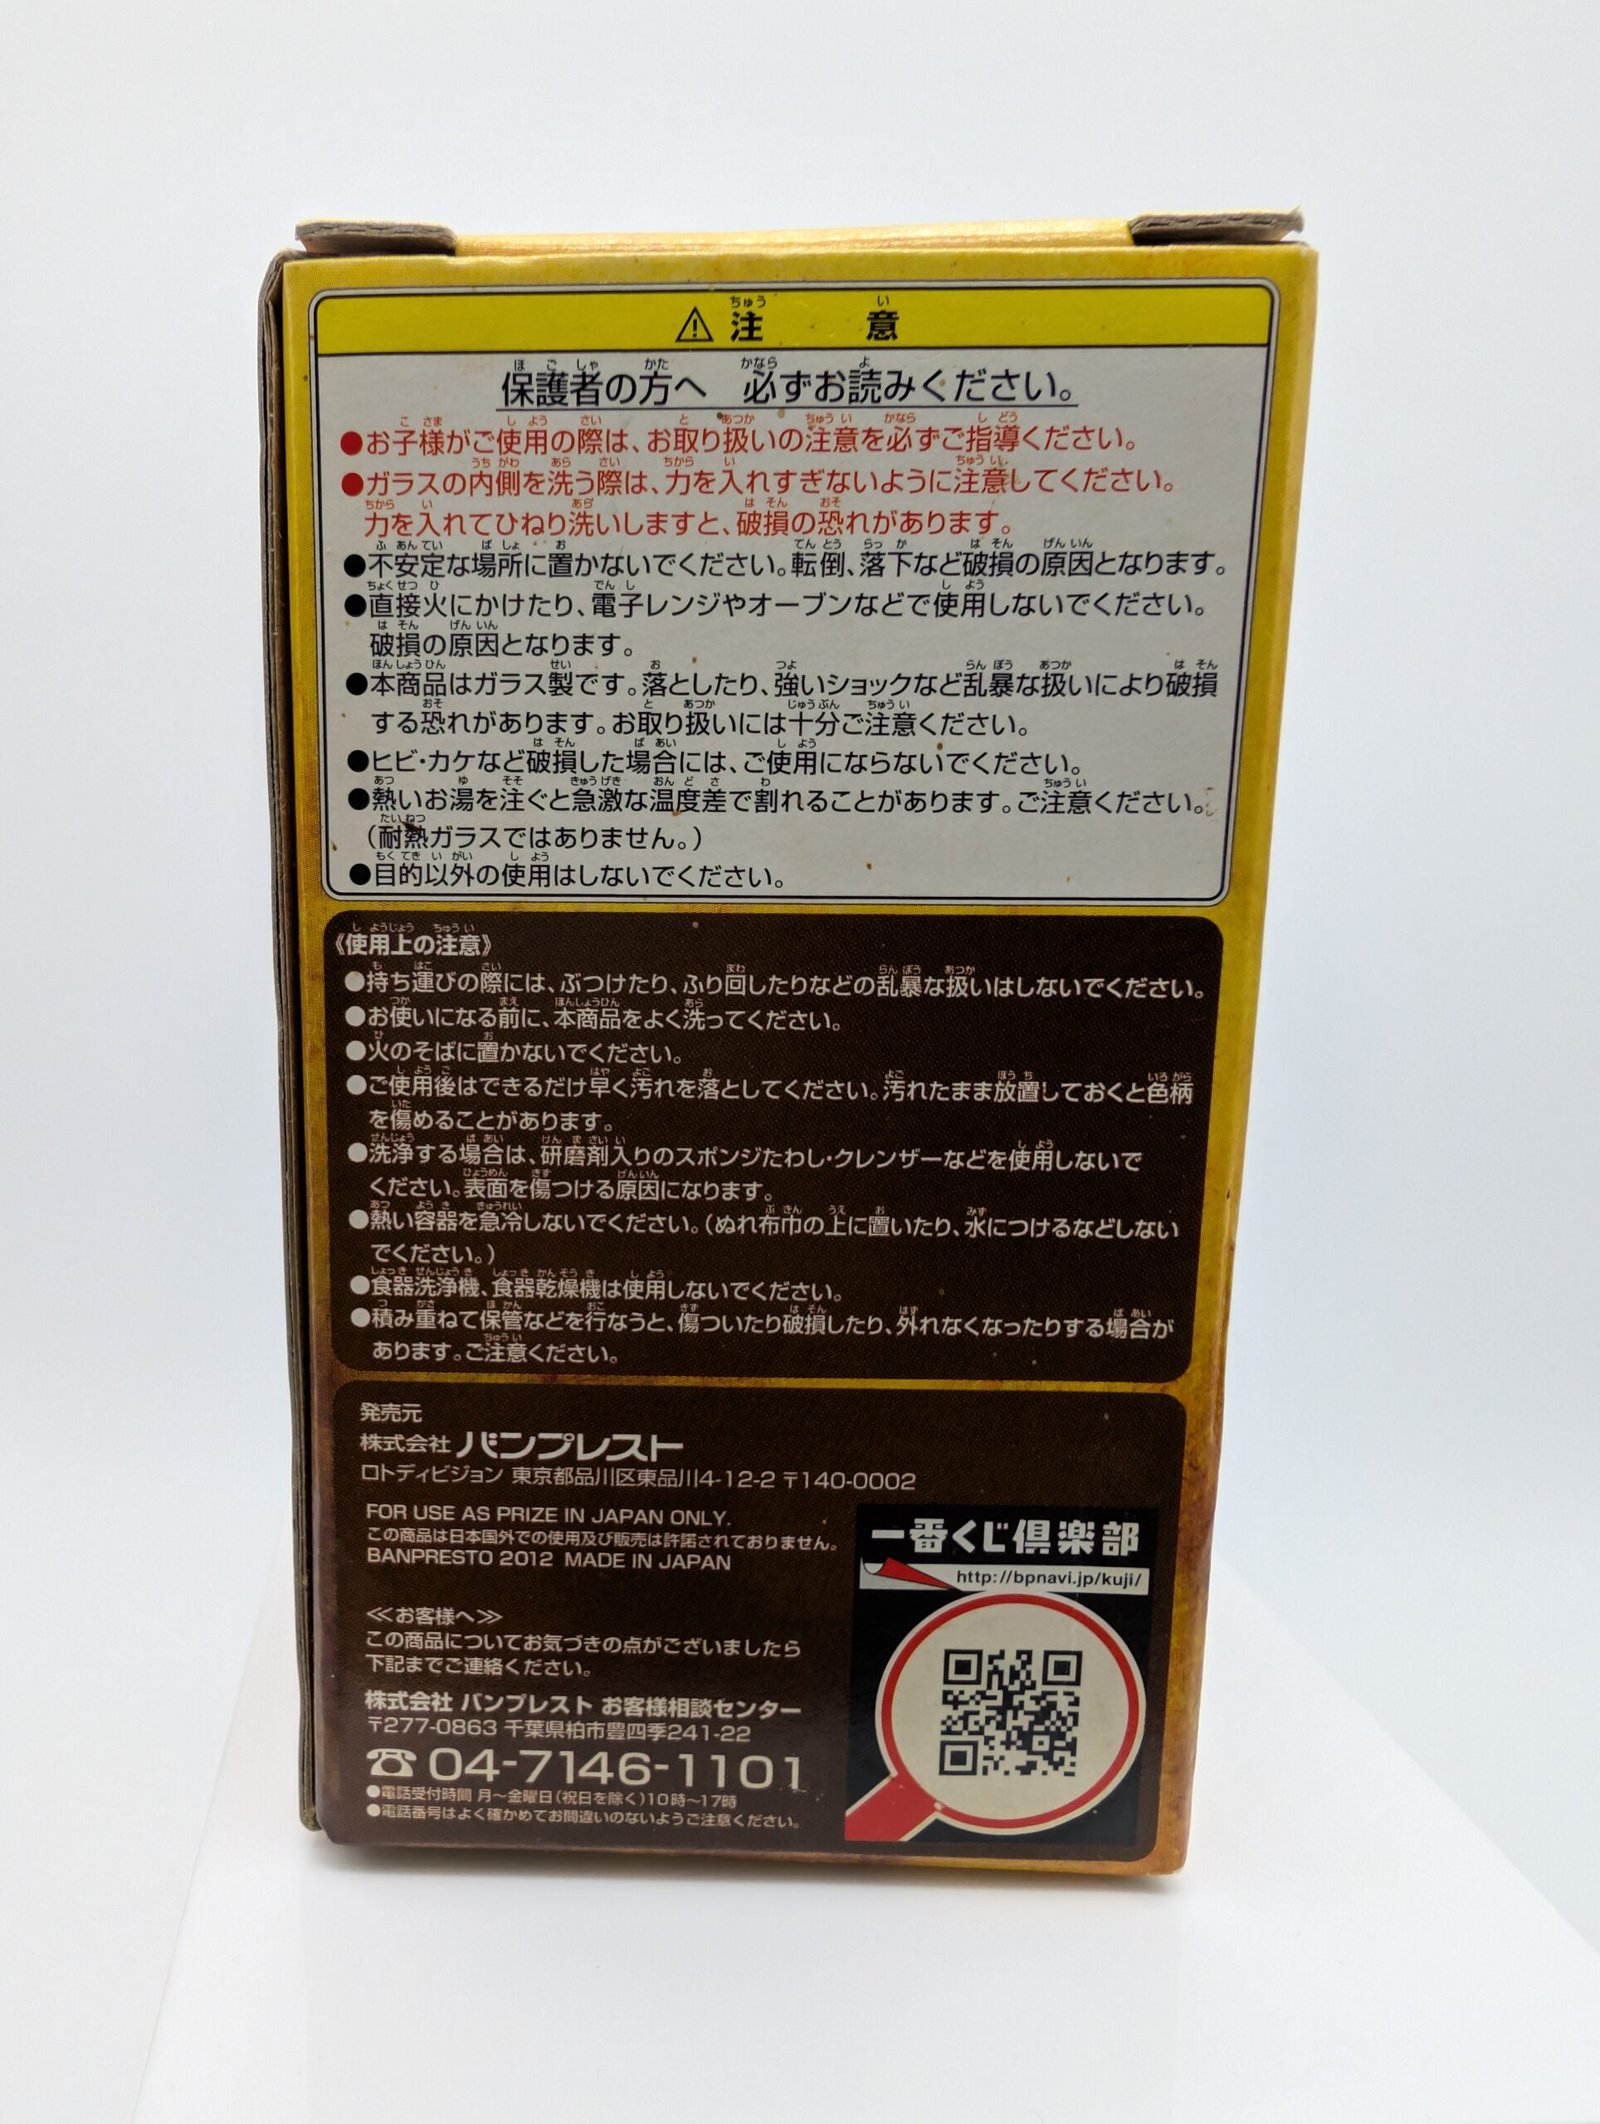 ⚠注意
保護者の方へ 必ずお読みください。
●お子様がご使用の際は、お取り扱いの注意を必ずご指導ください。
●ガラスの内側を洗う際は、力を入れすぎないように注意してください。
力を入れてひねり洗いしますと、破損の恐れがあります。
●不安定な場所に置かないでください。転倒、落下など破損の原因となります。
●直接火にかけたり、電子レンジやオーブンなどで使用しないでください。
破損の原因となります。
●本商品はガラス製です。落としたり、強いショックなど乱暴な扱いにより破損
する恐れがあります。お取り扱いには十分ご注意ください。
●ヒビ・カケなど破損した場合には、ご使用にならないでください。
●熱いお湯を注ぐと急激な温度差で割れることがあります。ご注意ください。
(耐熱ガラスではありません。)
●目的以外の使用はしないでください。
《使用上の注意》
●持ち運びの際には、ぶつけたり、ふり回したりなどの乱暴な扱いはしないでください。
●お使いになる前に、本商品をよく洗ってください。
●火のそばに置かないでください。
●ご使用後はできるだけ早く汚れを落としてください。汚れたまま放置しておくと色柄
を傷めることがあります。
●洗浄する場合は、研磨剤入りのスポンジたわし・クレンザーなどを使用しないで
ください。表面を傷つける原因になります。
●熱い容器を急冷しないでください。(ぬれ布巾の上に置いたり、水につけるなどしない
でください。)
●食器洗浄機、食器乾燥機は使用しないでください。
●積み重ねて保管などを行なうと、傷ついたり破損したり、外れなくなったりする場合が
あります。ご注意ください。
発売元
株式会社 バンプレスト
ロトディビジョン 東京都品川区東品川4-12-2 〒140-0002
FOR USE AS PRIZE IN JAPAN ONLY.
この商品は日本国外での使用及び販売は許諾されておりません。
BANPRESTO 2012 MADE IN JAPAN
一番くじ倶楽部
http://bpnavi.jp/kuji/
≪お客様へ≫
この商品についてお気づきの点がございましたら
下記までご連絡ください。
株式会社 バンプレスト お客様相談センター
〒277-0863 千葉県柏市豊四季241-22
☎04-7146-1101
●電話受付時間 月～金曜日(祝日を除く)10時～17時
●電話番号はよく確かめてお間違いのないようご注意ください。